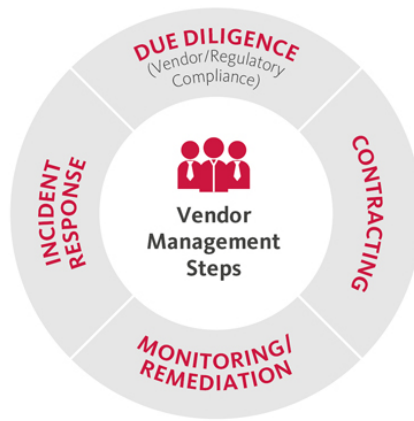 DUE DILIGENCE
(Vendor/Regulatory
Compliance)
CONTRACTING
MONITORING/
REMEDIATION
INCIDENT
RESPONSE
Vendor
Management
Steps